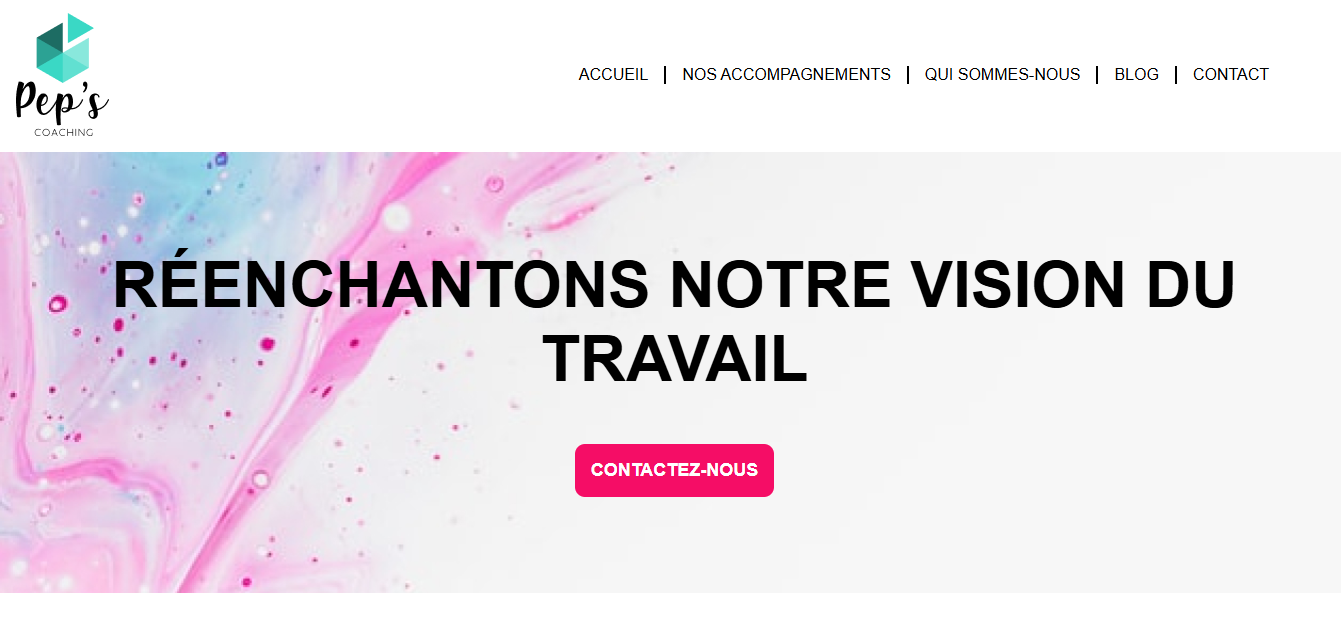 Pep's
COACHING
ACCUEIL
NOS ACCOMPAGNEMENTS
QUI SOMMES-NOUS
BLOG
CONTACT
RÉENCHANTONS NOTRE VISION DU
TRAVAIL
CONTACTEZ-NOUS